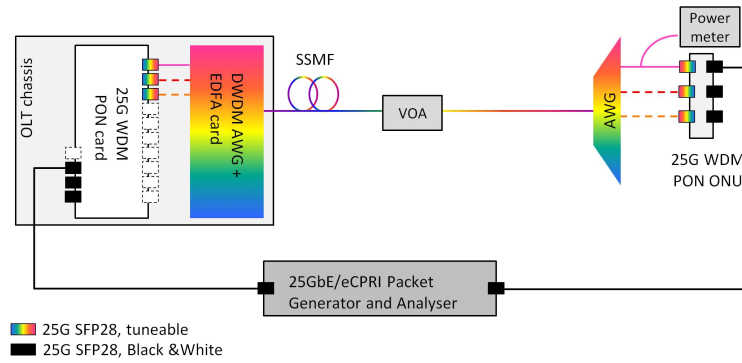 Power
meter
SSMF
OLT chassis
25G WDM
PON card
DWDM AWG +
EDFA card
VOA
AWG
25G WDM
PON ONU
25GbE/eCPRI Packet
Generator and Analyser
25G SFP28, tuneable
25G SFP28, Black &White